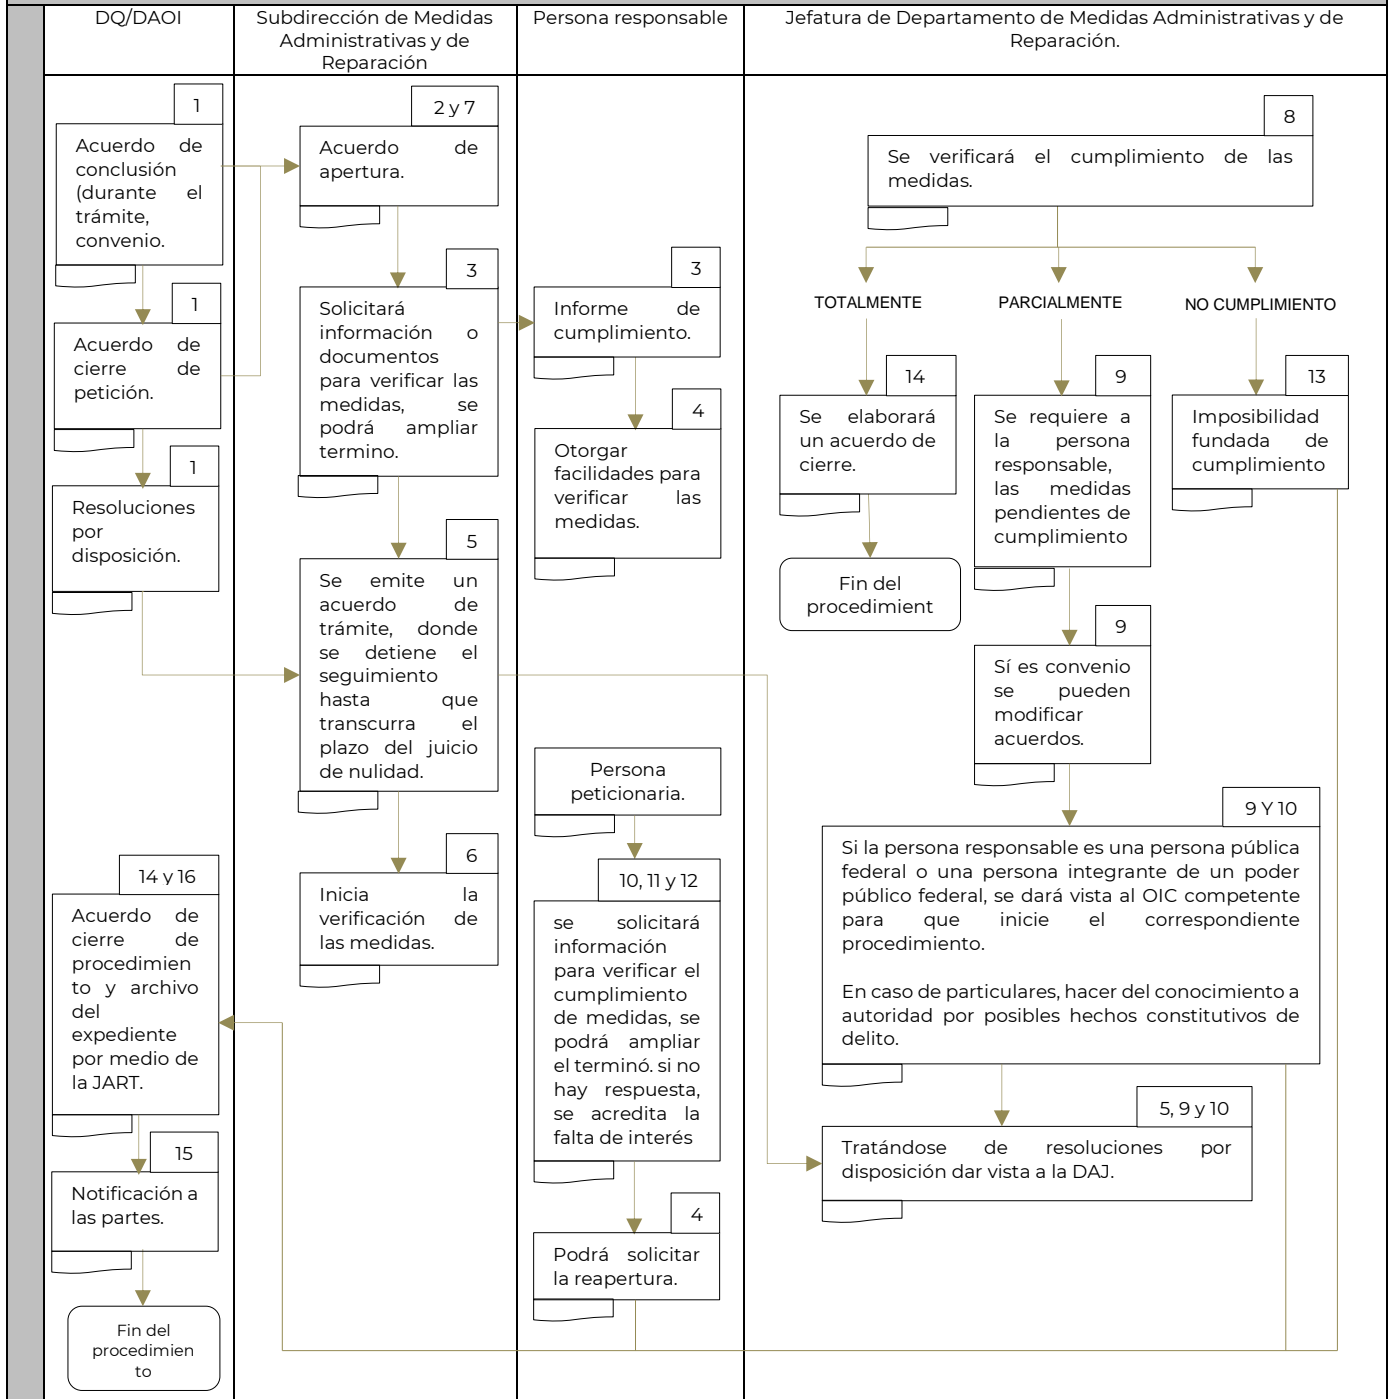 DQ/DAOI
Subdirección de Medidas
Administrativas y de
Reparación
Persona responsable
Jefatura de Departamento de Medidas Administrativas y de
Reparación.
1
Acuerdo de
conclusión
(durante el
trámite,
convenio.
1
Acuerdo de
cierre de
petición.
1
Resoluciones
por
disposición.
14 y 16
Acuerdo de
cierre de
procedimien
to y archivo
del
expediente
por medio de
la JART.
15
Notificación a
las partes.
Fin del
procedimien
to
2 y 7
Acuerdo de
apertura.
3
Solicitará
información o
documentos
para verificar las
medidas, se
podrá ampliar
termino.
5
Se emite un
acuerdo de
trámite, donde
se detiene el
seguimiento
hasta que
transcurra el
plazo del juicio
de nulidad.
6
Inicia la
verificación de
las medidas.
3
Informe de
cumplimiento.
4
Otorgar
facilidades para
verificar las
medidas.
Persona
peticionaria.
10, 11 y 12
se solicitará
información
para verificar el
cumplimiento
de medidas, se
podrá ampliar
el terminó. si no
hay respuesta,
se acredita la
falta de interés
4
Podrá solicitar
la reapertura.
8
Se verificará el cumplimiento de las
medidas.
TOTALMENTE
PARCIALMENTE
NO CUMPLIMIENTO
14
Se elaborará
un acuerdo de
cierre.
Fin del
procedimient
9
Se requiere a
la persona
responsable,
las medidas
pendientes de
cumplimiento
9
Sí es convenio
se pueden
modificar
acuerdos.
13
Imposibilidad
fundada de
cumplimiento
9 Y 10
Si la persona responsable es una persona pública
federal o una persona integrante de un poder
público federal, se dará vista al OIC competente
para que inicie el correspondiente
procedimiento.
En caso de particulares, hacer del conocimiento a
autoridad por posibles hechos constitutivos de
delito.
5, 9 y 10
Tratándose de resoluciones por
disposición dar vista a la DAJ.